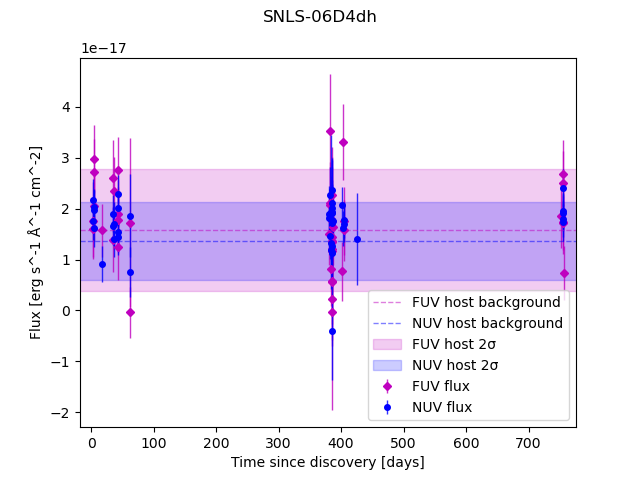 SNLS-06D4dh
1e−17
Flux [erg s^-1 Å^-1 cm^-2]
4
3
2
1
0
−1
−2
FUV host background
NUV host background
FUV host 2σ
NUV host 2σ
FUV flux
NUV flux
0 100 200 300 400 500 600 700
Time since discovery [days]